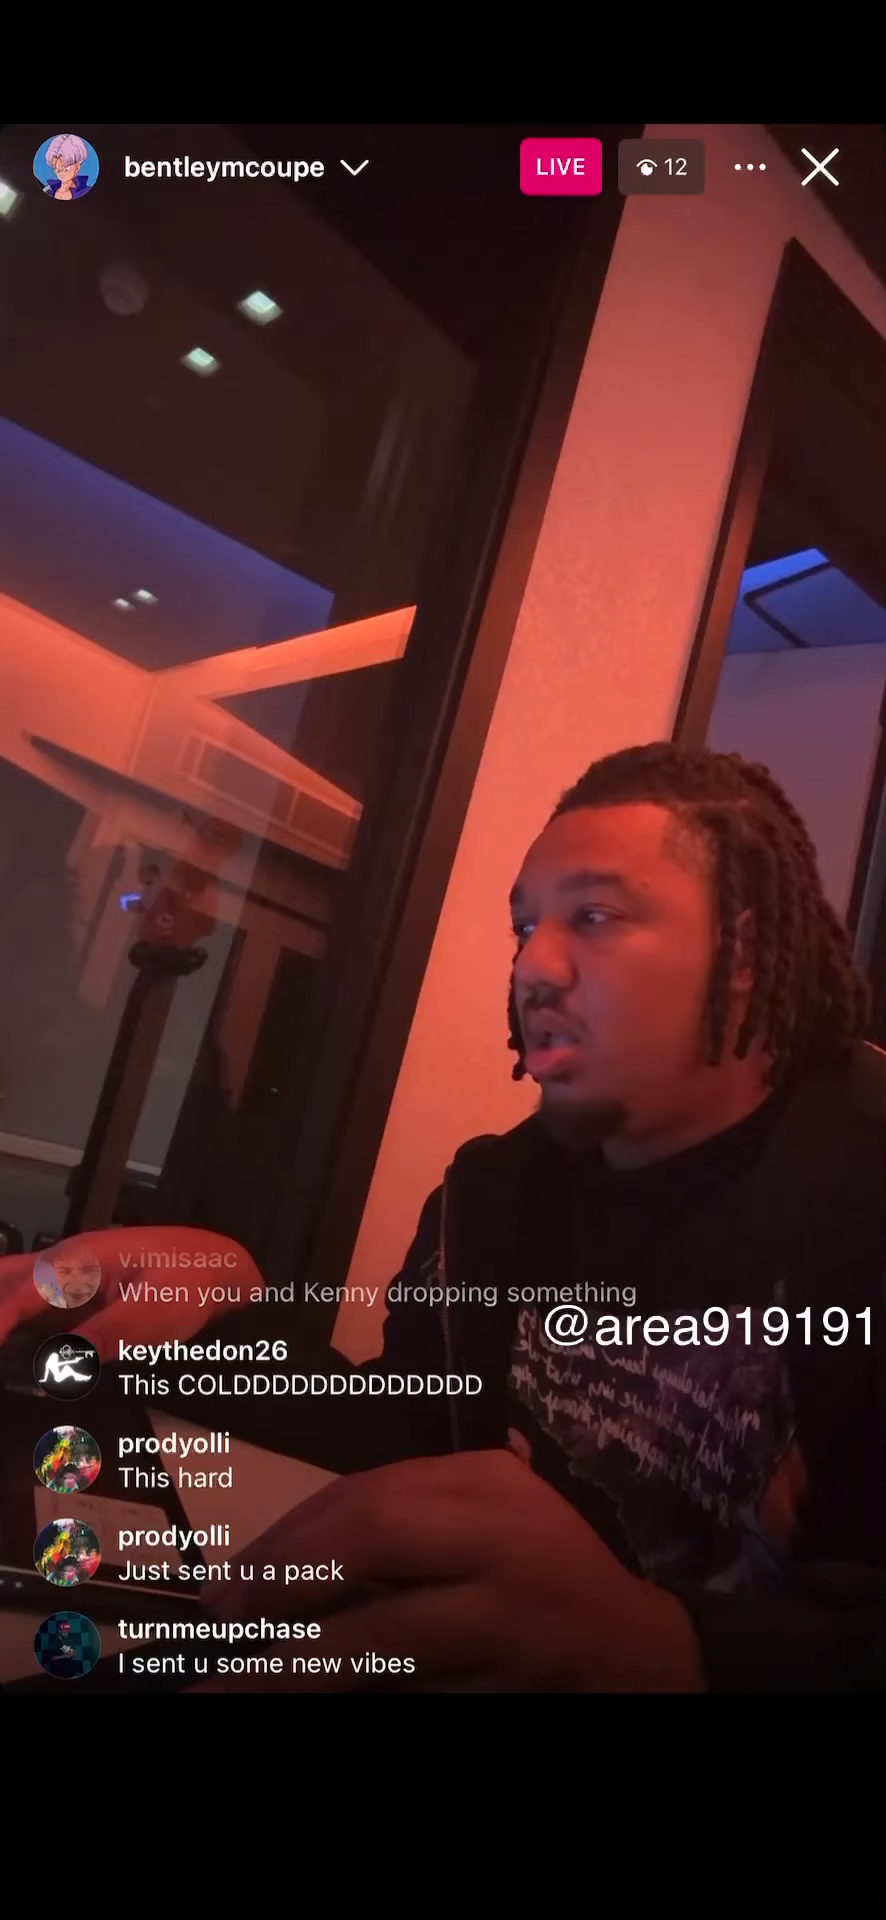 bentleymcoupe
LIVE
12
v.imisaac
When you and Kenny dropping something
@area919191
keythedon26
This COLDDDDDDDDDDDDD
prodyolli
This hard
prodyolli
Just sent u a pack
turnmeupchase
I sent u some new vibes